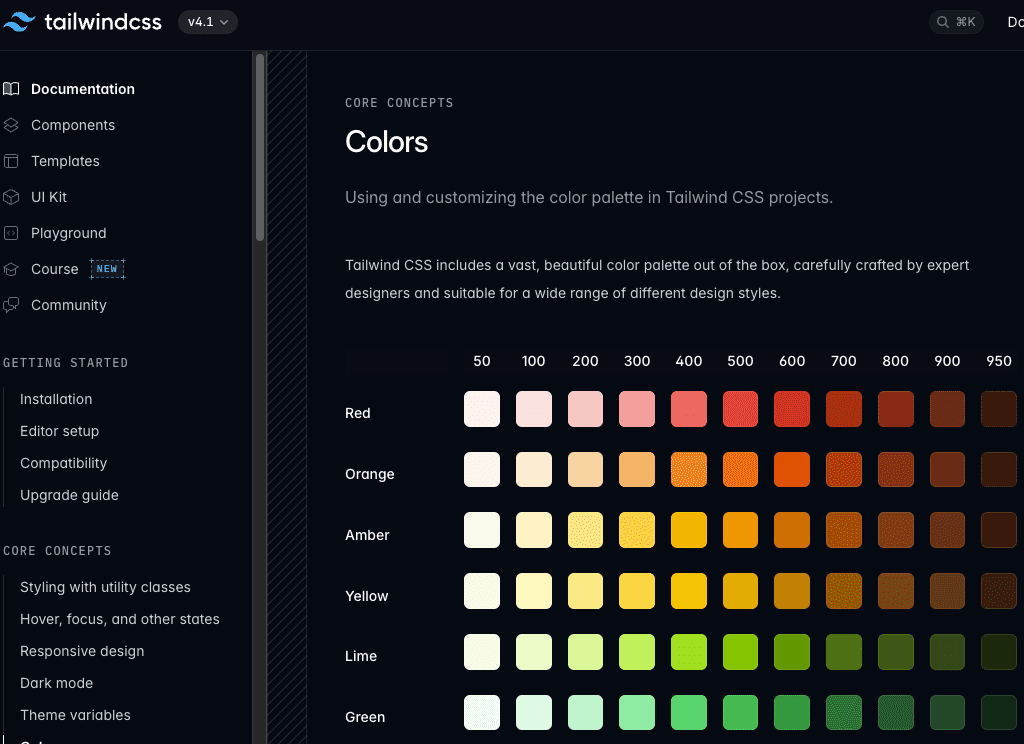 tailwindcss v4.1 ⌘K
Documentation
Components
Templates
UI Kit
Playground
Course NEW
Community
GETTING STARTED
Installation
Editor setup
Compatibility
Upgrade guide
CORE CONCEPTS
Styling with utility classes
Hover, focus, and other states
Responsive design
Dark mode
Theme variables
CORE CONCEPTS
Colors
Using and customizing the color palette in Tailwind CSS projects.
Tailwind CSS includes a vast, beautiful color palette out of the box, carefully crafted by expert
designers and suitable for a wide range of different design styles.
50 100 200 300 400 500 600 700 800 900 950
Red
Orange
Amber
Yellow
Lime
Green